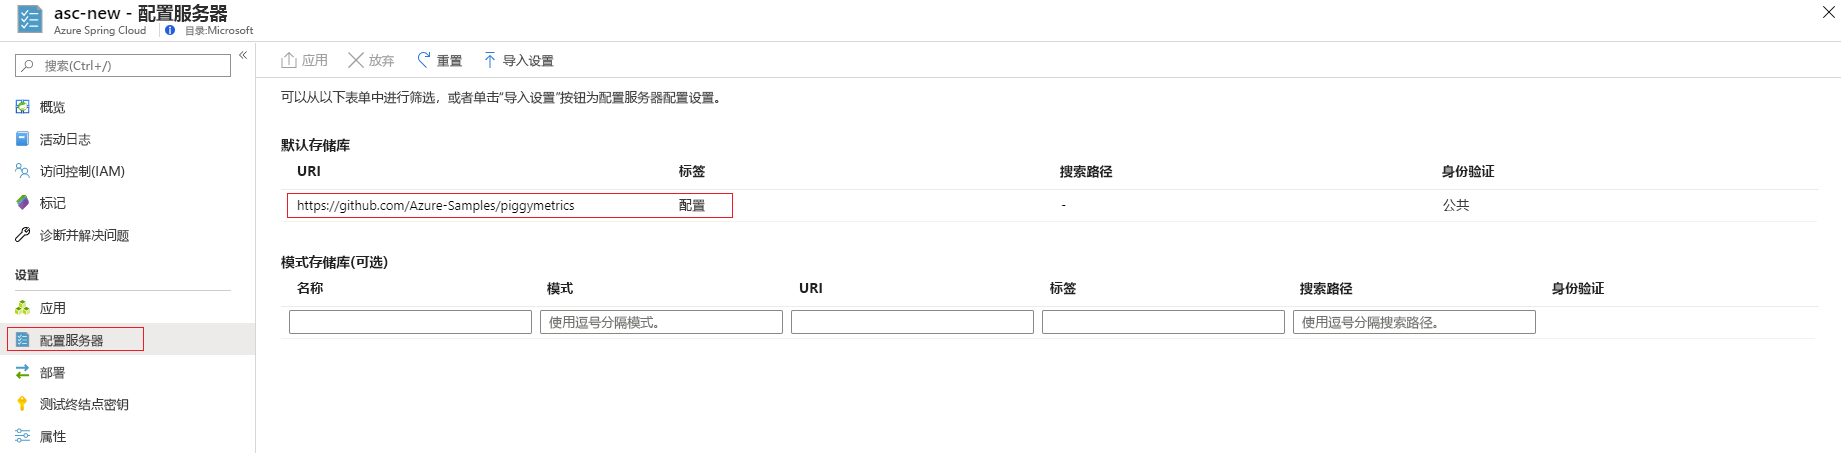 asc-new - 配置服务器
Azure Spring Cloud
目录:Microsoft
搜索(Ctrl+/)
概览
活动日志
访问控制(IAM)
标记
诊断并解决问题
设置
应用
配置服务器
部署
测试终结点密钥
属性
应用 放弃 重置 导入设置
可以从以下表单中进行筛选，或者单击“导入设置”按钮为配置服务器配置设置。
默认存储库
URI 标签 搜索路径 身份验证
https://github.com/Azure-Samples/piggymetrics 配置 - 公共
模式存储库(可选)
名称 模式 URI 标签 搜索路径 身份验证
使用逗号分隔模式。 使用逗号分隔搜索路径。